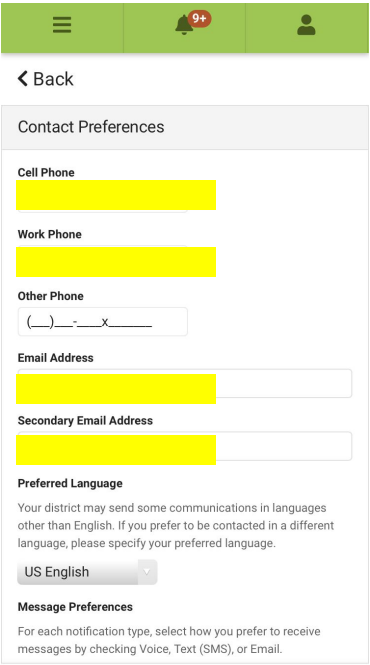 9+
Back
Contact Preferences
Cell Phone
Work Phone
Other Phone
(__)___-____x_______
Email Address
Secondary Email Address
Preferred Language
Your district may send some communications in languages
other than English. If you prefer to be contacted in a different
language, please specify your preferred language.
US English
Message Preferences
For each notification type, select how you prefer to receive
messages by checking Voice, Text (SMS), or Email.